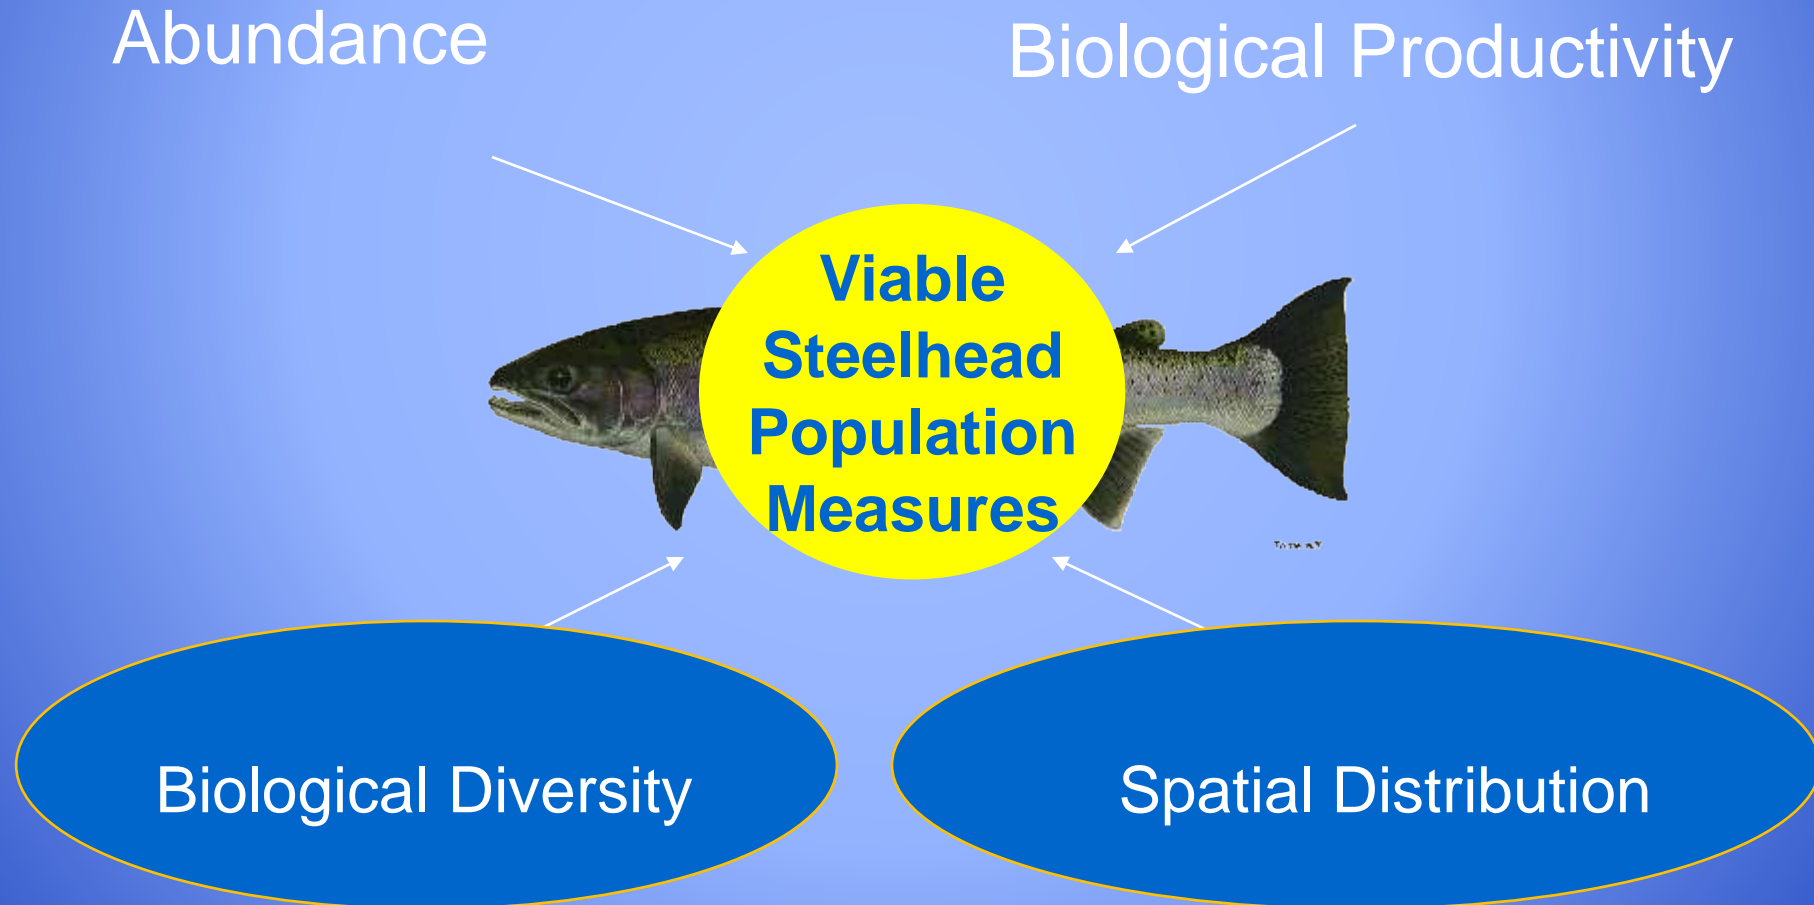 Abundance
Biological Productivity
Viable
Steelhead
Population
Measures
Biological Diversity
Spatial Distribution